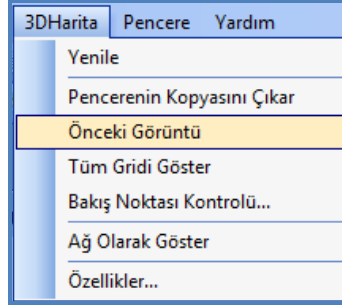 3DHarita Pencere Yardım
Yenile
Pencerenin Kopyasını Çıkar
Önceki Görüntü
Tüm Gridi Göster
Bakış Noktası Kontrolü...
Ağ Olarak Göster
Özellikler...